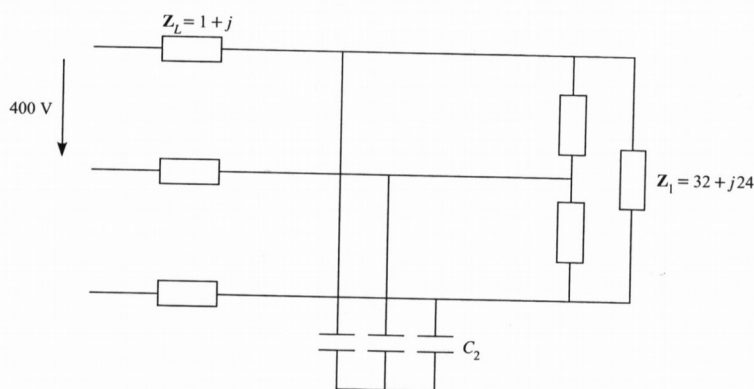 Z_L = 1 + j
400 V
Z_1 = 32 + j24
C_2